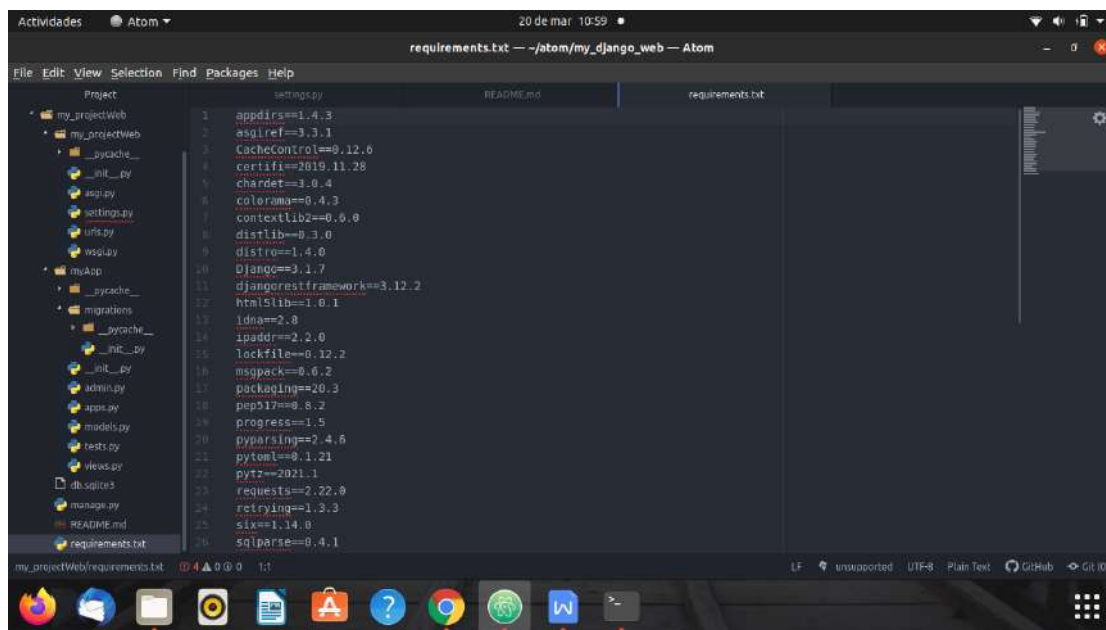 Actividades Atom 20 de mar 10:59
requirements.txt — ~/atom/my_django_web — Atom
File Edit View Selection Find Packages Help
Project settings.py README.md requirements.txt
my_projectWeb
my_projectWeb
__pycache__
__init__.py
asgi.py
settings.py
urls.py
wsgi.py
myApp
__pycache__
migrations
__pycache__
__init__.py
__init__.py
admin.py
apps.py
models.py
tests.py
views.py
db.sqlite3
manage.py
README.md
requirements.txt
1 appdirs==1.4.3
2 asgiref==3.3.1
3 CacheControl==0.12.6
4 certifi==2019.11.28
5 chardet==3.0.4
6 colorama==0.4.3
7 contextlib2==0.6.0
8 distlib==0.3.0
9 distro==1.4.0
10 Django==3.1.7
11 djangorestframework==3.12.2
12 html5lib==1.0.1
13 idna==2.8
14 ipaddr==2.2.0
15 lockfile==0.12.2
16 msgpack==0.6.2
17 packaging==20.3
18 pep517==0.8.2
19 progress==1.5
20 pyparsing==2.4.6
21 pytoml==0.1.21
22 pytz==2021.1
23 requests==2.22.0
24 retrying==1.3.3
25 six==1.14.0
26 sqlparse==0.4.1
my_projectWeb/requirements.txt 4 0 0 1:1 LF unsupported UTF-8 Plain Text GitHub Git